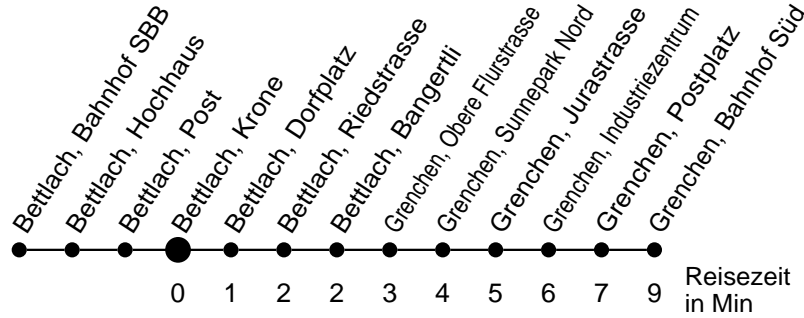 Bettlach, Bahnhof SBB
Bettlach, Hochhaus
Bettlach, Post
Bettlach, Krone
Bettlach, Dorfplatz
Bettlach, Riedstrasse
Bettlach, Bangertli
Grenchen, Obere Flurstrasse
Grenchen, Sunnepark Nord
Grenchen, Jurastrasse
Grenchen, Industriezentrum
Grenchen, Postplatz
Grenchen, Bahnhof Süd
0 1 2 2 3 4 5 6 7 9
Reisezeit
in Min